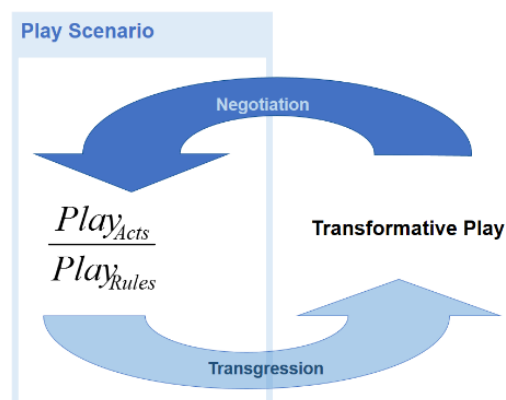 Play Scenario
Negotiation
Play Acts
Play Rules
Transformative Play
Transgression